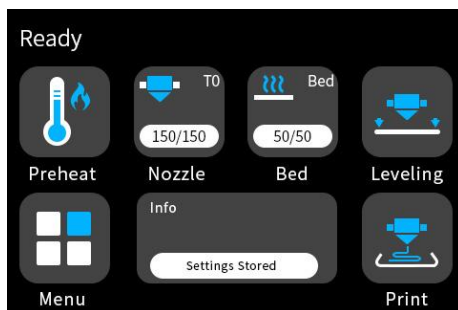 Ready
T0
150/150
Bed
50/50
Preheat
Nozzle
Bed
Leveling
Info
Settings Stored
Menu
Print